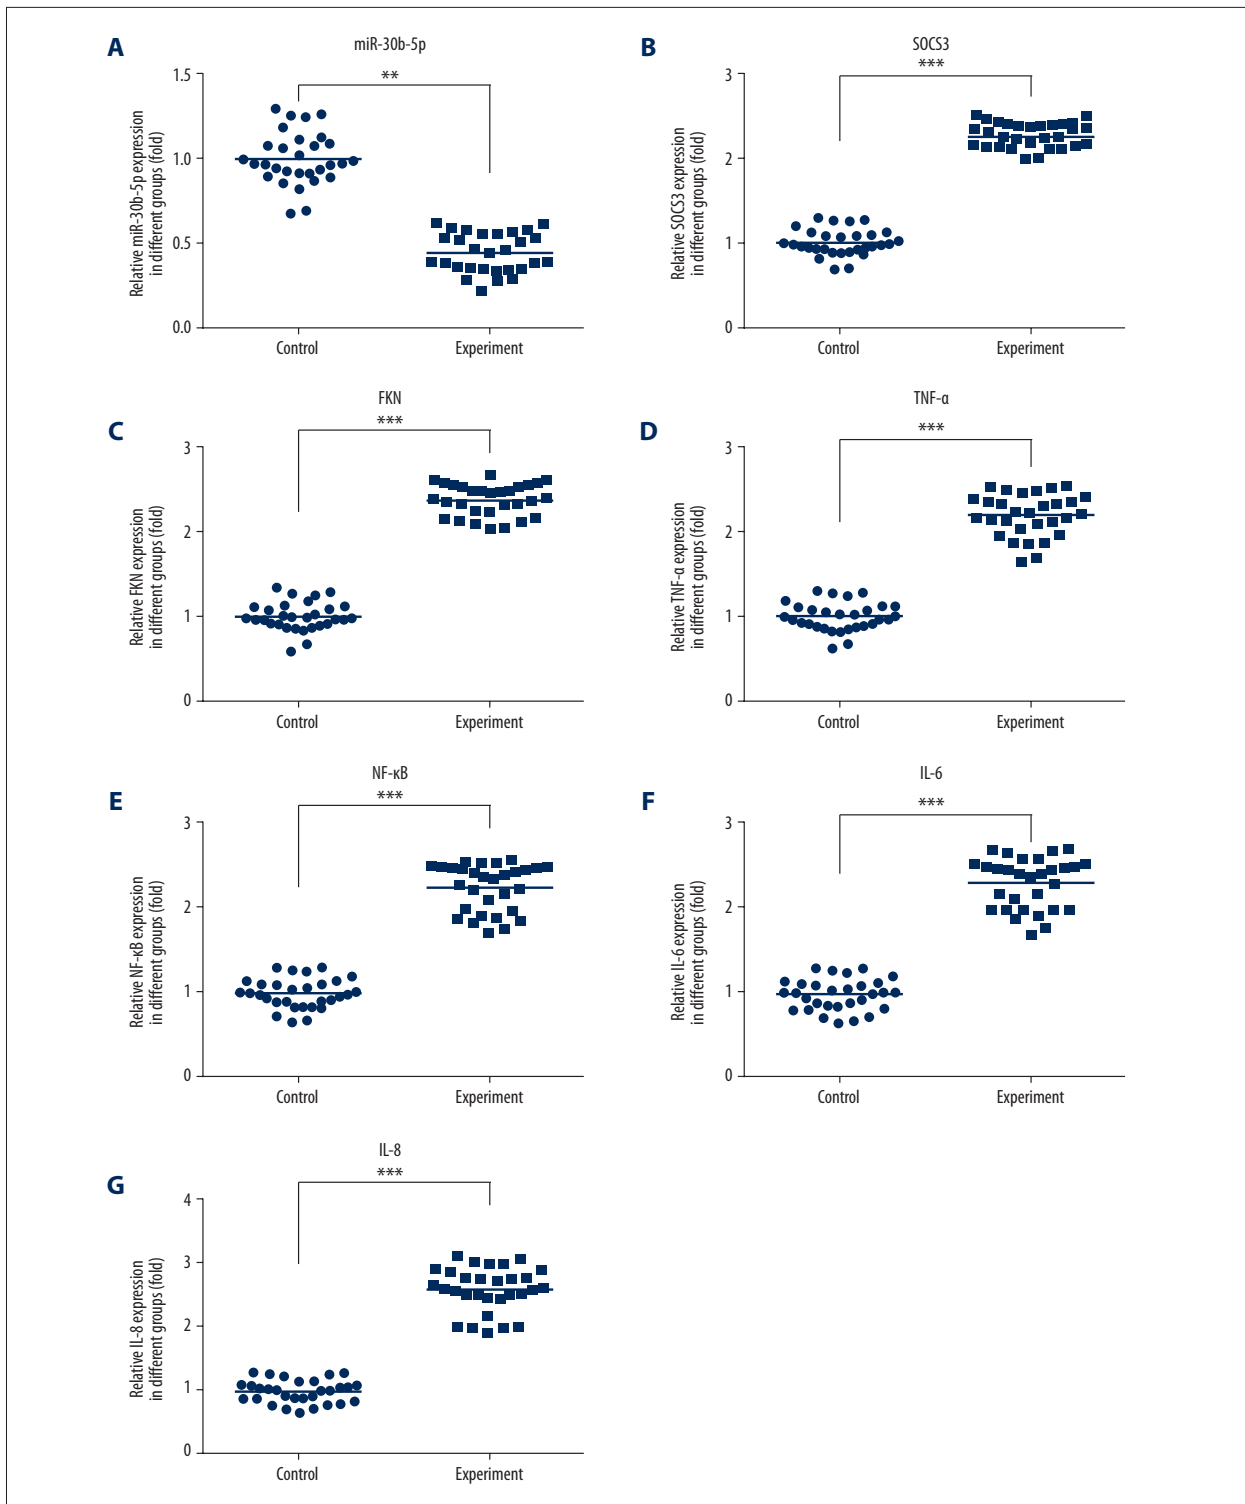 A
miR-30b-5p
**
Relative miR-30b-5p expression
in different groups (fold)
1.5
1.0
0.5
0.0
Control
Experiment
B
SOCS3
***
Relative SOCS3 expression
in different groups (fold)
3
2
1
0
Control
Experiment
C
FKN
***
Relative FKN expression
in different groups (fold)
3
2
1
0
Control
Experiment
D
TNF-α
***
Relative TNF-α expression
in different groups (fold)
3
2
1
0
Control
Experiment
E
NF-κB
***
Relative NF-κB expression
in different groups (fold)
3
2
1
0
Control
Experiment
F
IL-6
***
Relative IL-6 expression
in different groups (fold)
3
2
1
0
Control
Experiment
G
IL-8
***
Relative IL-8 expression
in different groups (fold)
4
3
2
1
0
Control
Experiment